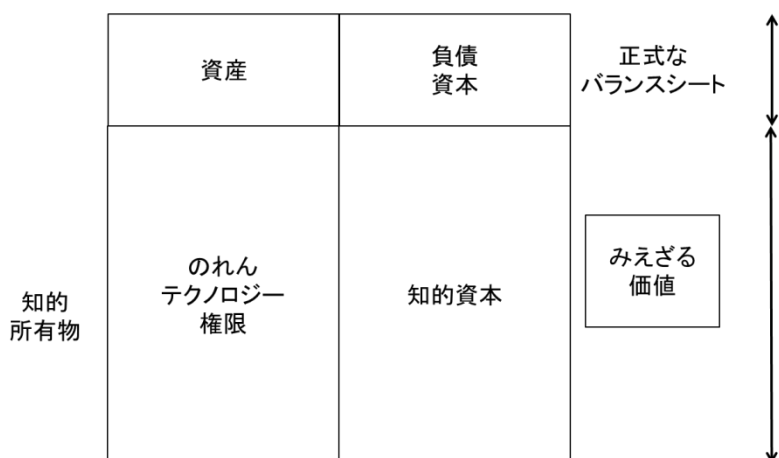 資産
負債
資本
正式な
バランスシート
知的
所有物
のれん
テクノロジー
権限
知的資本
みえざる
価値